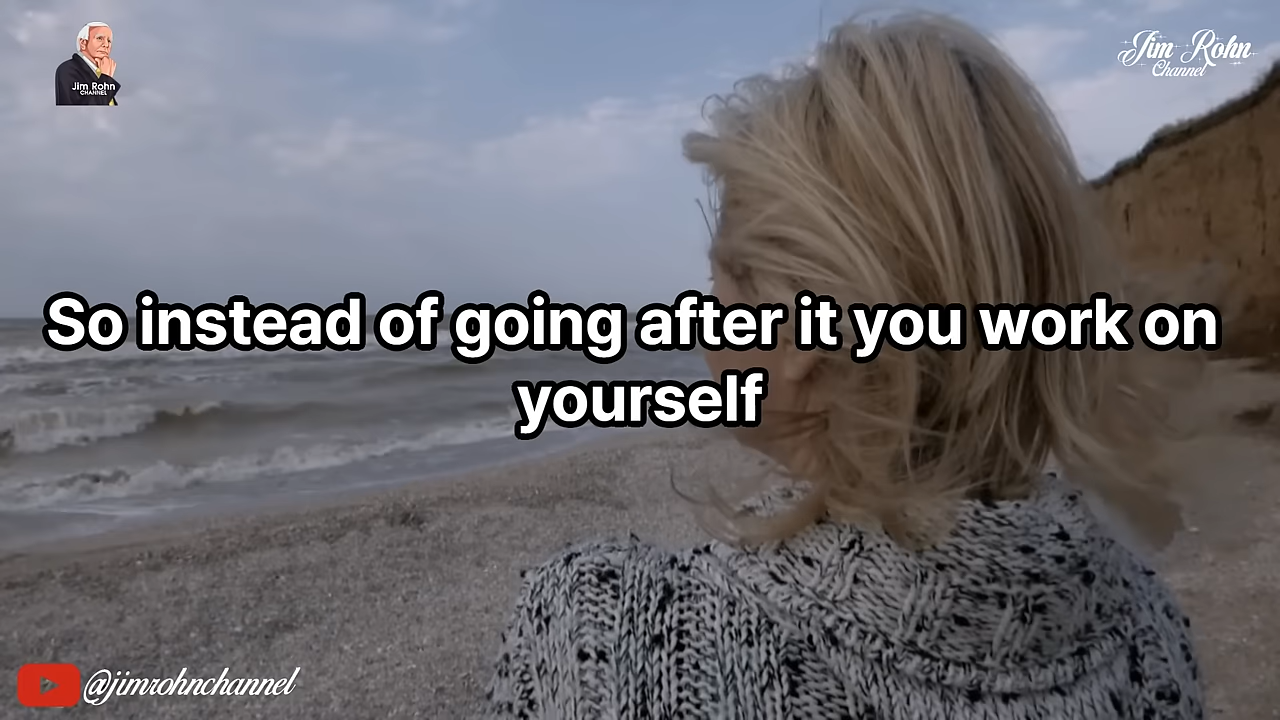 Jim Rohn
CHANNEL
Jim Rohn
Channel
So instead of going after it you work on
yourself
@jimrohnchannel